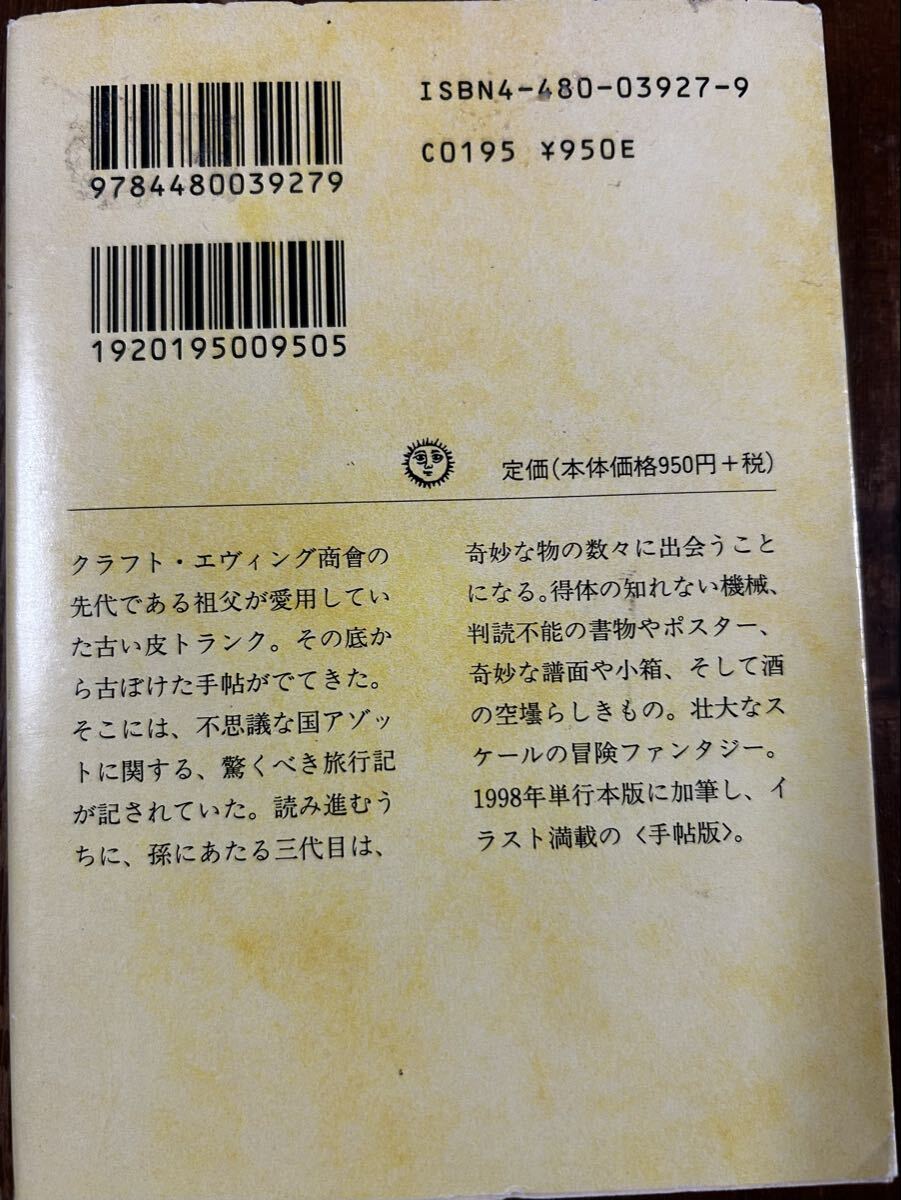 ISBN4-480-03927-9
C0195 ¥950E
9784480039279
1920195009505
定価(本体価格950円+税)
クラフト・エヴィング商會の
先代である祖父が愛用してい
た古い皮トランク。その底か
ら古ぼけた手帖がでてきた。
そこには、不思議な国アゾッ
トに関する、驚くべき旅行記
が記されていた。読み進むう
ちに、孫にあたる三代目は、
奇妙な物の数々に出会うこと
になる。得体の知れない機械、
判読不能の書物やポスター、
奇妙な譜面や小箱、そして酒
の空壜らしきもの。壮大なス
ケールの冒険ファンタジー。
1998年単行本版に加筆し、イ
ラスト満載の〈手帖版〉。